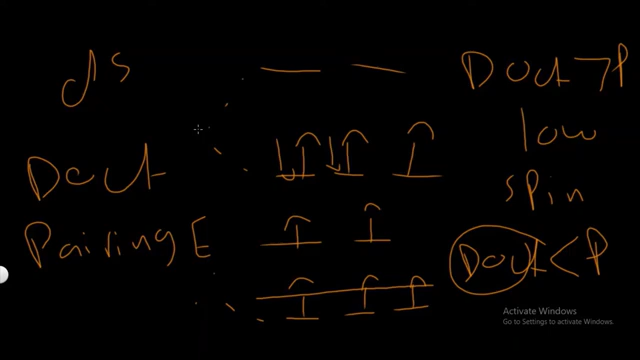 d5
Doct > P
low
spin
Doct
Pairing E
Doct < P
Activate Windows
Go to Settings to activate Windows.